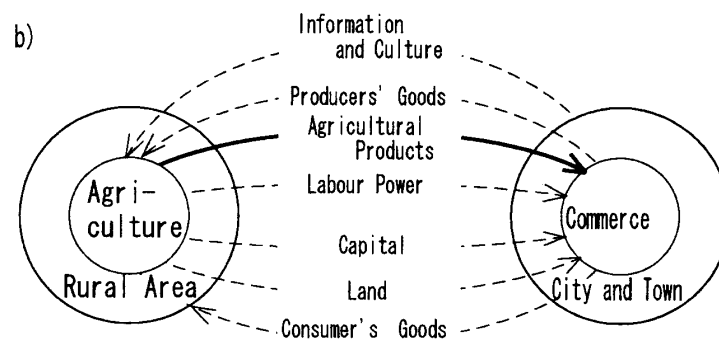 b)
Information
and Culture
Producers' Goods
Agricultural
Products
Labour Power
Capital
Land
Consumer's Goods
Agri-
culture
Rural Area
Commerce
City and Town